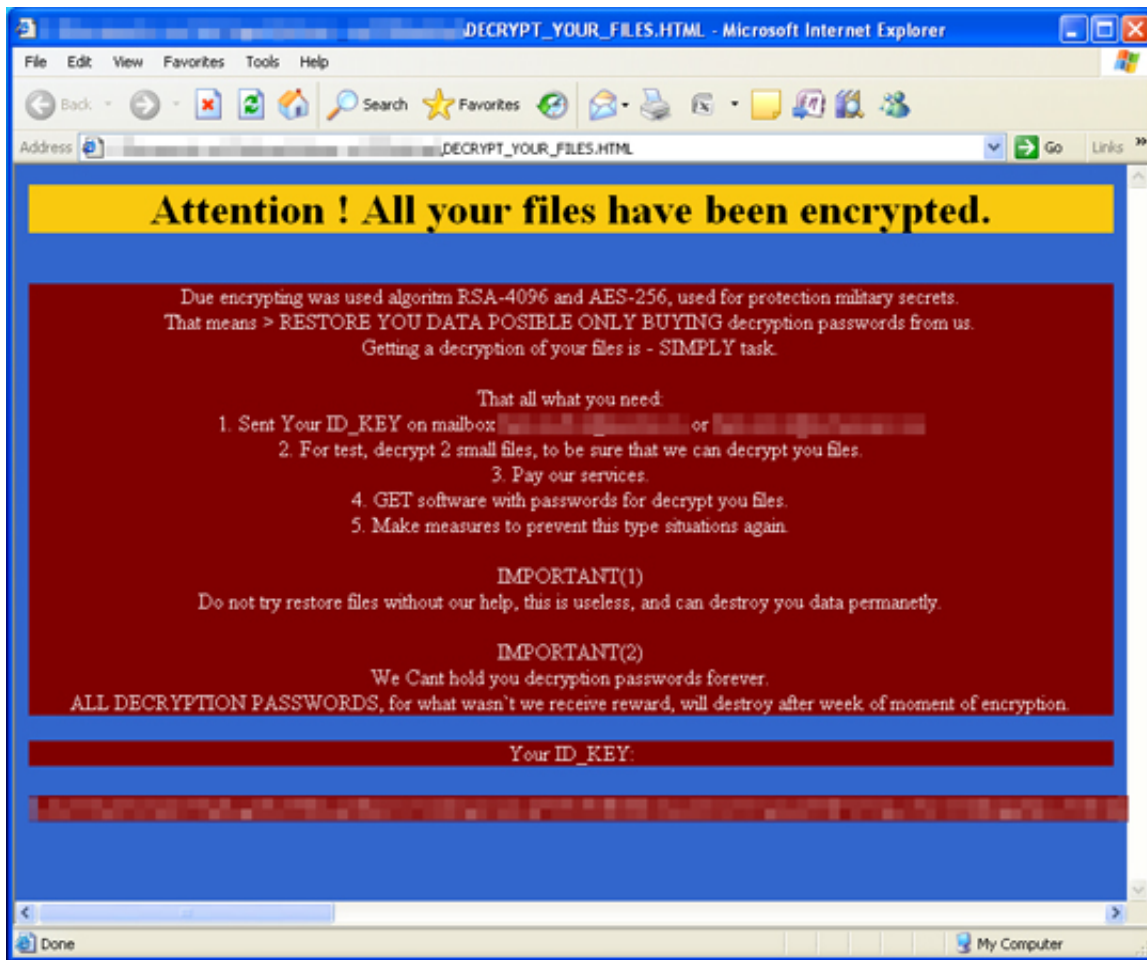 DECRYPT_YOUR_FILES.HTML - Microsoft Internet Explorer
File Edit View Favorites Tools Help
Back Search Favorites
Address DECRYPT_YOUR_FILES.HTML Go Links »
Attention ! All your files have been encrypted.
Due encrypting was used algoritm RSA-4096 and AES-256, used for protection military secrets.
That means > RESTORE YOU DATA POSIBLE ONLY BUYING decryption passwords from us.
Getting a decryption of your files is - SIMPLY task.
That all what you need:
1. Sent Your ID_KEY on mailbox or
2. For test, decrypt 2 small files, to be sure that we can decrypt you files.
3. Pay our services.
4. GET software with passwords for decrypt you files.
5. Make measures to prevent this type situations again.
IMPORTANT(1)
Do not try restore files without our help, this is useless, and can destroy you data permanetly.
IMPORTANT(2)
We Cant hold you decryption passwords forever.
ALL DECRYPTION PASSWORDS, for what wasn`t we receive reward, will destroy after week of moment of encryption.
Your ID_KEY:
Done My Computer